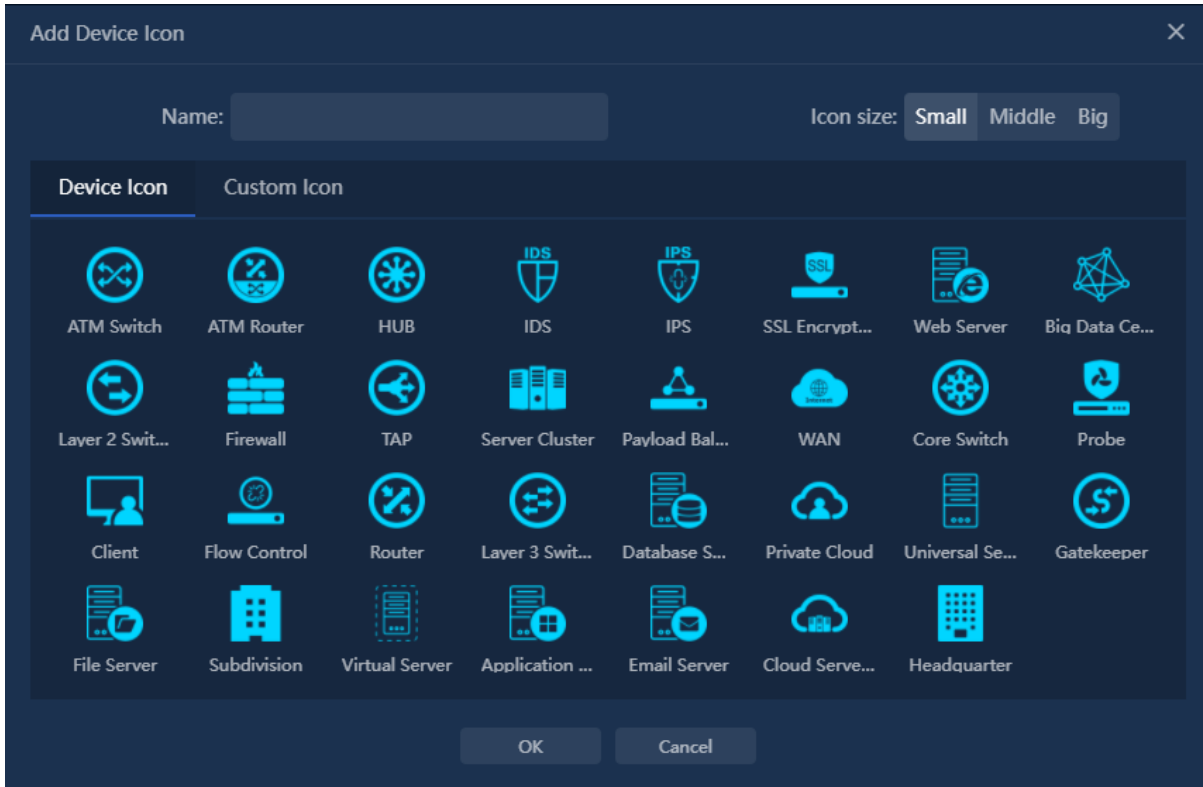 Add Device Icon
Name:
Icon size: Small Middle Big
Device Icon Custom Icon
IDS IPS SSL
ATM Switch ATM Router HUB IDS IPS SSL Encrypt... Web Server Big Data Ce...
Internet
Layer 2 Swit... Firewall TAP Server Cluster Payload Bal... WAN Core Switch Probe
Client Flow Control Router Layer 3 Swit... Database S... Private Cloud Universal Se... Gatekeeper
File Server Subdivision Virtual Server Application ... Email Server Cloud Serve... Headquarter
OK Cancel